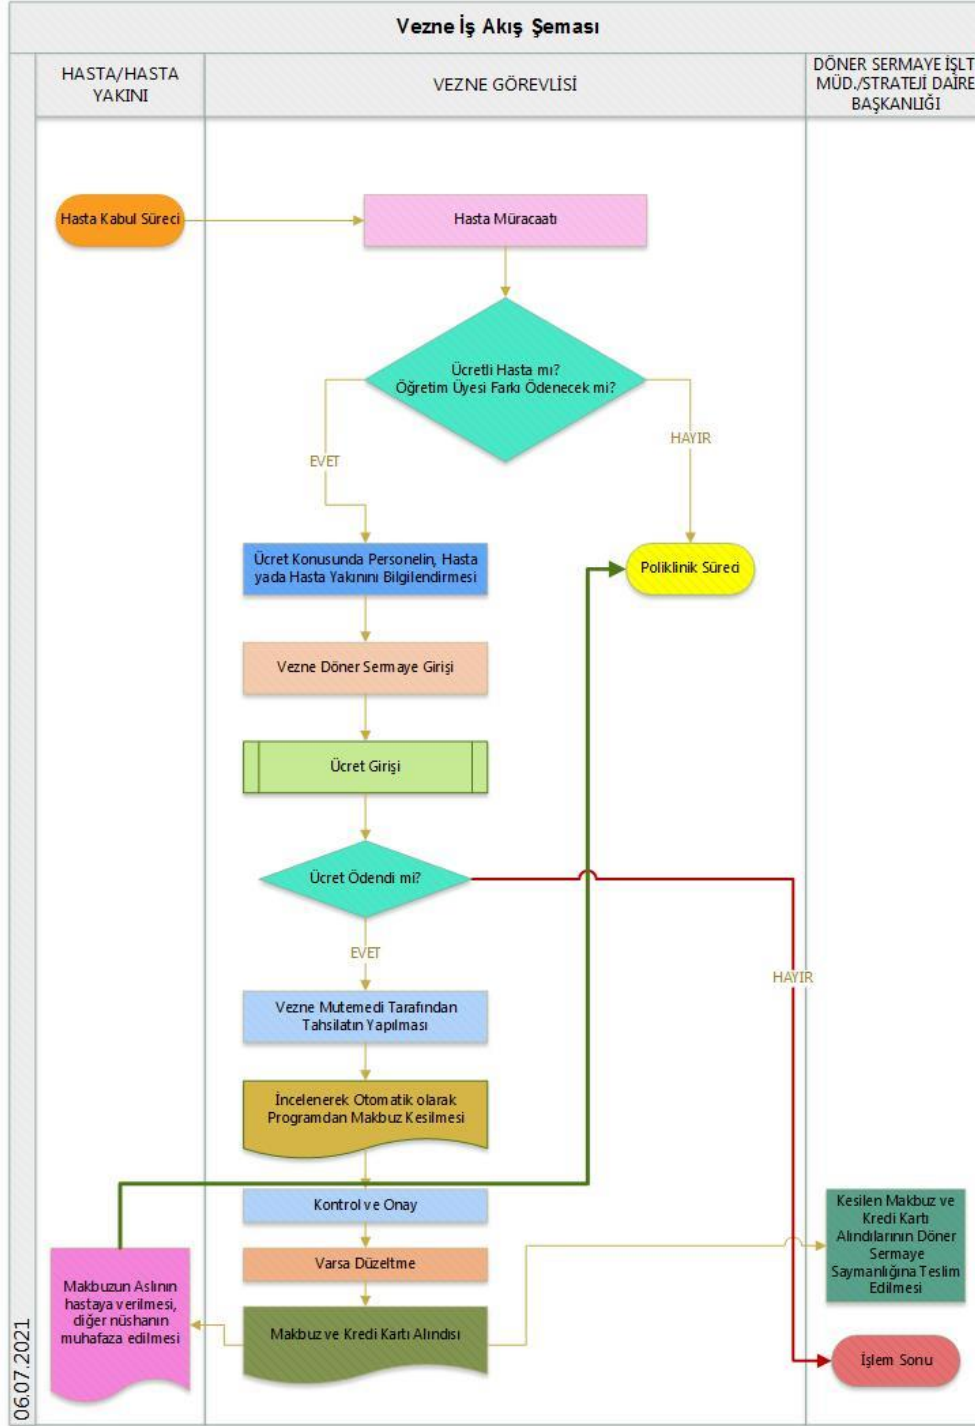 Vezne İş Akış Şeması
HASTA/HASTA
YAKINI
VEZNE GÖREVLİSİ
DÖNER SERMAYE İŞLT
MÜD./STRATEJİ DAİRE
BAŞKANLIĞI
Hasta Kabul Süreci
Hasta Müracaatı
Ücretli Hasta mı?
Öğretim Üyesi Farkı Ödenecek mi?
HAYIR
EVET
Ücret Konusunda Personelin, Hasta
yada Hasta Yakınını Bilgilendirmesi
Poliklinik Süreci
Vezne Döner Sermaye Girişi
Ücret Girişi
Ücret Ödendi mi?
EVET
HAYIR
Vezne Mutemedi Tarafından
Tahsilatın Yapılması
İncelenerek Otomatik olarak
Programdan Makbuz Kesilmesi
Kontrol ve Onay
Varsa Düzeltme
Kesilen Makbuz ve
Kredi Kartı
Alındılarının Döner
Sermaye
Saymanlığına Teslim
Edilmesi
Makbuzun Aslının
hastaya verilmesi,
diğer nüshanın
muhafaza edilmesi
Makbuz ve Kredi Kartı Alındısı
İşlem Sonu
06.07.2021